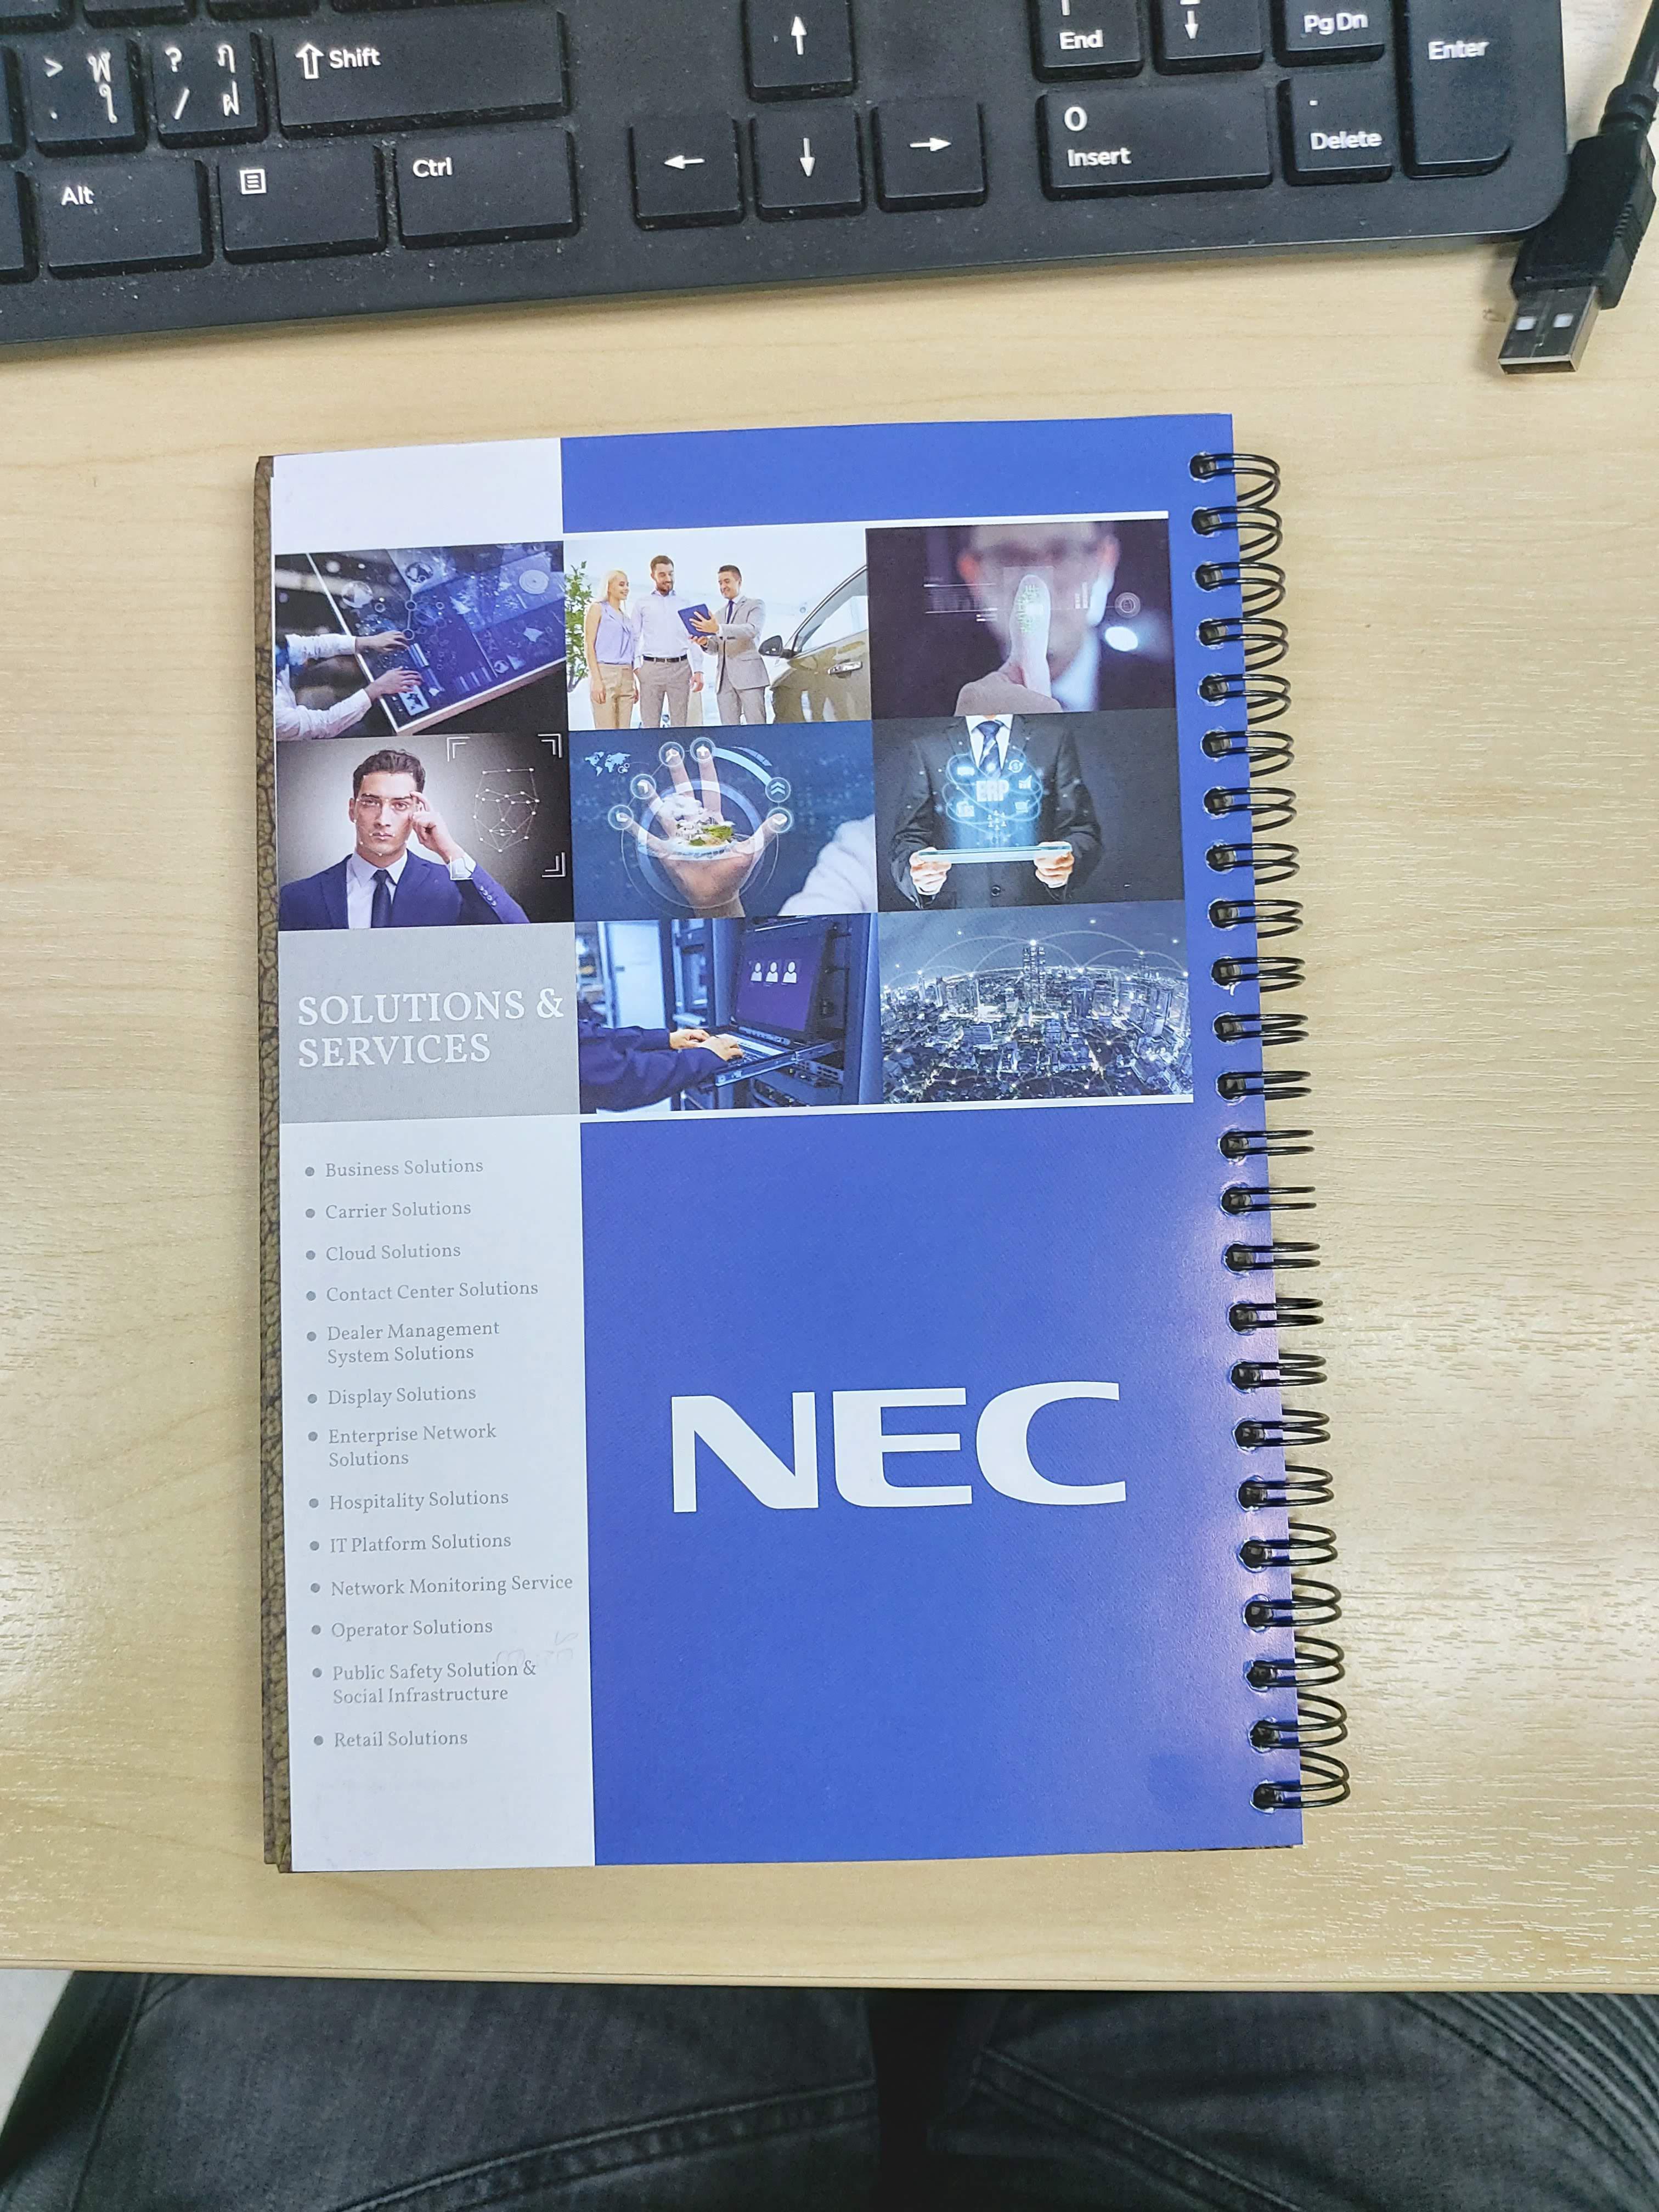 > พ
. ใ
? ฦ
/ ฝ
Shift
End
Pg Dn
Enter
Alt
Ctrl
0
Insert
.
Delete
ERP
SOLUTIONS &
SERVICES
Business Solutions
Carrier Solutions
Cloud Solutions
Contact Center Solutions
Dealer Management
System Solutions
Display Solutions
Enterprise Network
Solutions
Hospitality Solutions
IT Platform Solutions
Network Monitoring Service
Operator Solutions
Public Safety Solution &
Social Infrastructure
Retail Solutions
NEC